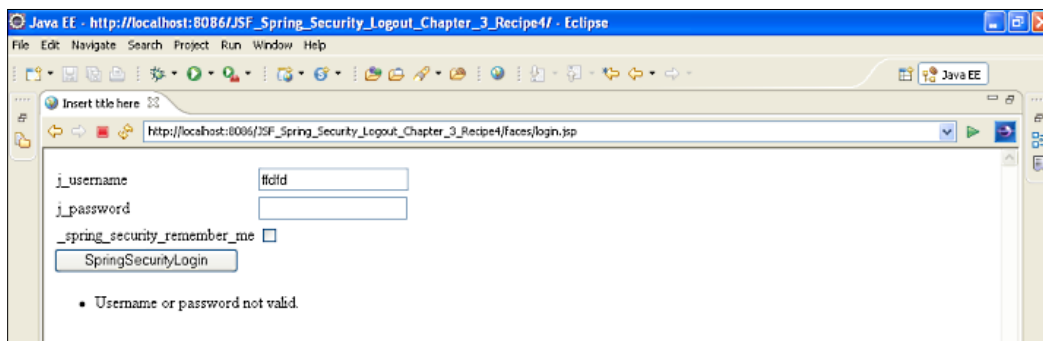 Java EE - http://localhost:8086/JSF_Spring_Security_Logout_Chapter_3_Recipe4/ - Eclipse
File Edit Navigate Search Project Run Window Help
Java EE
Insert title here
http://localhost:8086/JSF_Spring_Security_Logout_Chapter_3_Recipe4/faces/login.jsp
j_username ffdfd
j_password
_spring_security_remember_me
SpringSecurityLogin
• Username or password not valid.